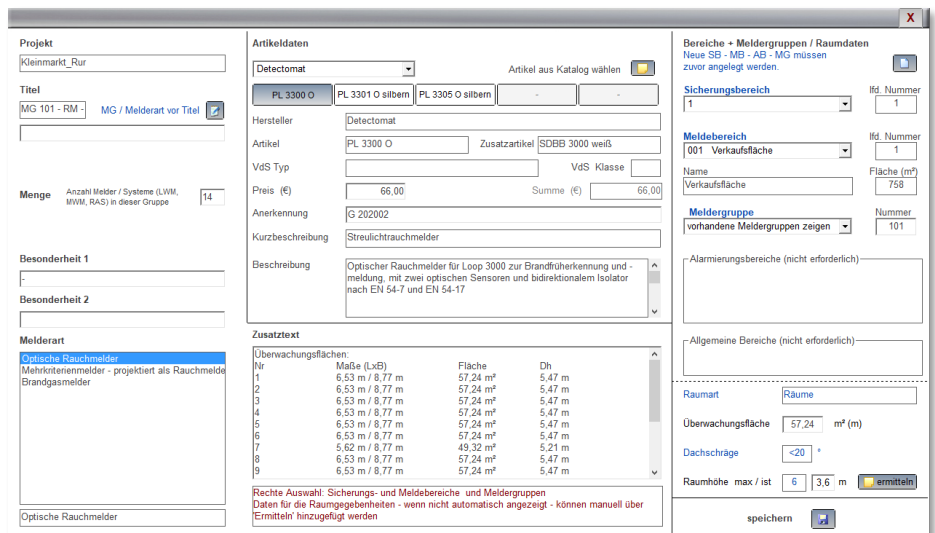 X
Projekt
Kleinmarkt_Rur
Titel
MG 101 - RM -
MG / Melderart vor Titel
Menge
Anzahl Melder / Systeme (LWM,
MWM, RAS) in dieser Gruppe
14
Besonderheit 1
-
Besonderheit 2
Melderart
Optische Rauchmelder
Mehrkriterienmelder - projektiert als Rauchmelde
Brandgasmelder
Optische Rauchmelder
Artikeldaten
Detectomat
Artikel aus Katalog wählen
PL 3300 O
PL 3301 O silbern
PL 3305 O silbern
-
-
Hersteller
Detectomat
Artikel
PL 3300 O
Zusatzartikel
SDBB 3000 weiß
VdS Typ
VdS Klasse
Preis (€)
66,00
Summe (€)
66,00
Anerkennung
G 202002
Kurzbeschreibung
Streulichtrauchmelder
Beschreibung
Optischer Rauchmelder für Loop 3000 zur Brandfrüherkennung und -
meldung, mit zwei optischen Sensoren und bidirektionalem Isolator
nach EN 54-7 und EN 54-17
Zusatztext
Überwachungsflächen:
Nr Maße (LxB) Fläche Dh
1 6,53 m / 8,77 m 57,24 m² 5,47 m
2 6,53 m / 8,77 m 57,24 m² 5,47 m
3 6,53 m / 8,77 m 57,24 m² 5,47 m
4 6,53 m / 8,77 m 57,24 m² 5,47 m
5 6,53 m / 8,77 m 57,24 m² 5,47 m
6 6,53 m / 8,77 m 57,24 m² 5,47 m
7 5,62 m / 8,77 m 49,32 m² 5,21 m
8 6,53 m / 8,77 m 57,24 m² 5,47 m
9 6,53 m / 8,77 m 57,24 m² 5,47 m
Rechte Auswahl: Sicherungs- und Meldebereiche und Meldergruppen
Daten für die Raumgegebenheiten - wenn nicht automatisch angezeigt - können manuell über
'Ermitteln' hinzugefügt werden
Bereiche + Meldergruppen / Raumdaten
Neue SB - MB - AB - MG müssen
zuvor angelegt werden.
Sicherungsbereich
lfd. Nummer
1
1
Meldebereich
lfd. Nummer
001 Verkaufsfläche
1
Name
Fläche (m²)
Verkaufsfläche
758
Meldergruppe
Nummer
vorhandene Meldergruppen zeigen
101
Alarmierungsbereiche (nicht erforderlich)
Allgemeine Bereiche (nicht erforderlich)
Raumart
Räume
Überwachungsfläche
57,24
m² (m)
Dachschräge
<20
°
Raumhöhe max / ist
6
3,6
m
ermitteln
speichern